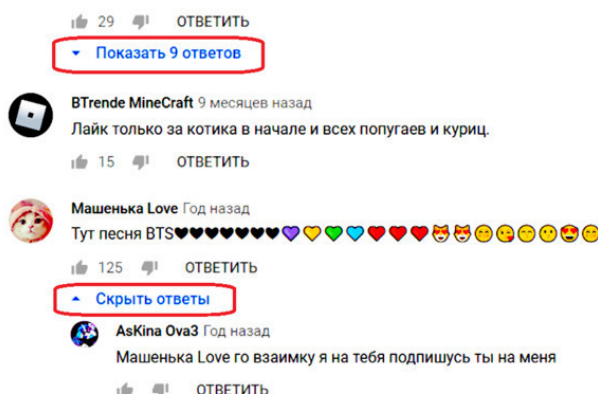 29 ОТВЕТИТЬ
Показать 9 ответов
BTrende MineCraft 9 месяцев назад
Лайк только за котика в начале и всех попугаев и куриц.
15 ОТВЕТИТЬ
Машенька Love Год назад
Тут песня BTS🖤🖤🖤🖤🖤🖤🖤💜💛💚💙❤❤❤😻😻😊😘😊😶😍😊
125 ОТВЕТИТЬ
Скрыть ответы
AsKina Ova3 Год назад
Машенька Love го взаимку я на тебя подпишусь ты на меня
ОТВЕТИТЬ